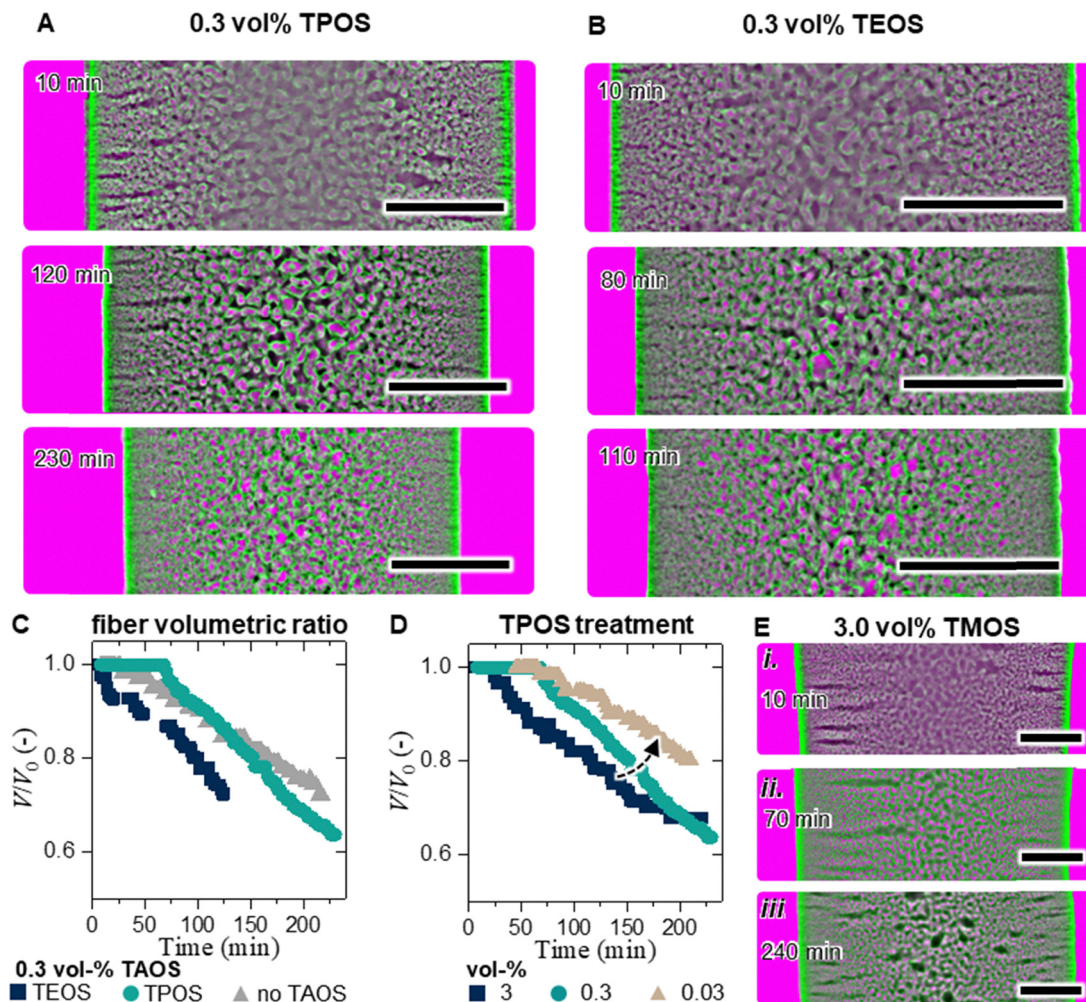 A
0.3 vol% TPOS
B
0.3 vol% TEOS
10 min
10 min
120 min
80 min
230 min
110 min
C
fiber volumetric ratio
D
TPOS treatment
E
3.0 vol% TMOS
1.0
0.8
0.6
V/V0 (-)
0 50 100 150 200
Time (min)
0.3 vol-% TAOS
TEOS TPOS no TAOS
1.0
0.8
0.6
V/V0 (-)
0 50 100 150 200
Time (min)
vol-%
3 0.3 0.03
i.
10 min
ii.
70 min
iii
240 min